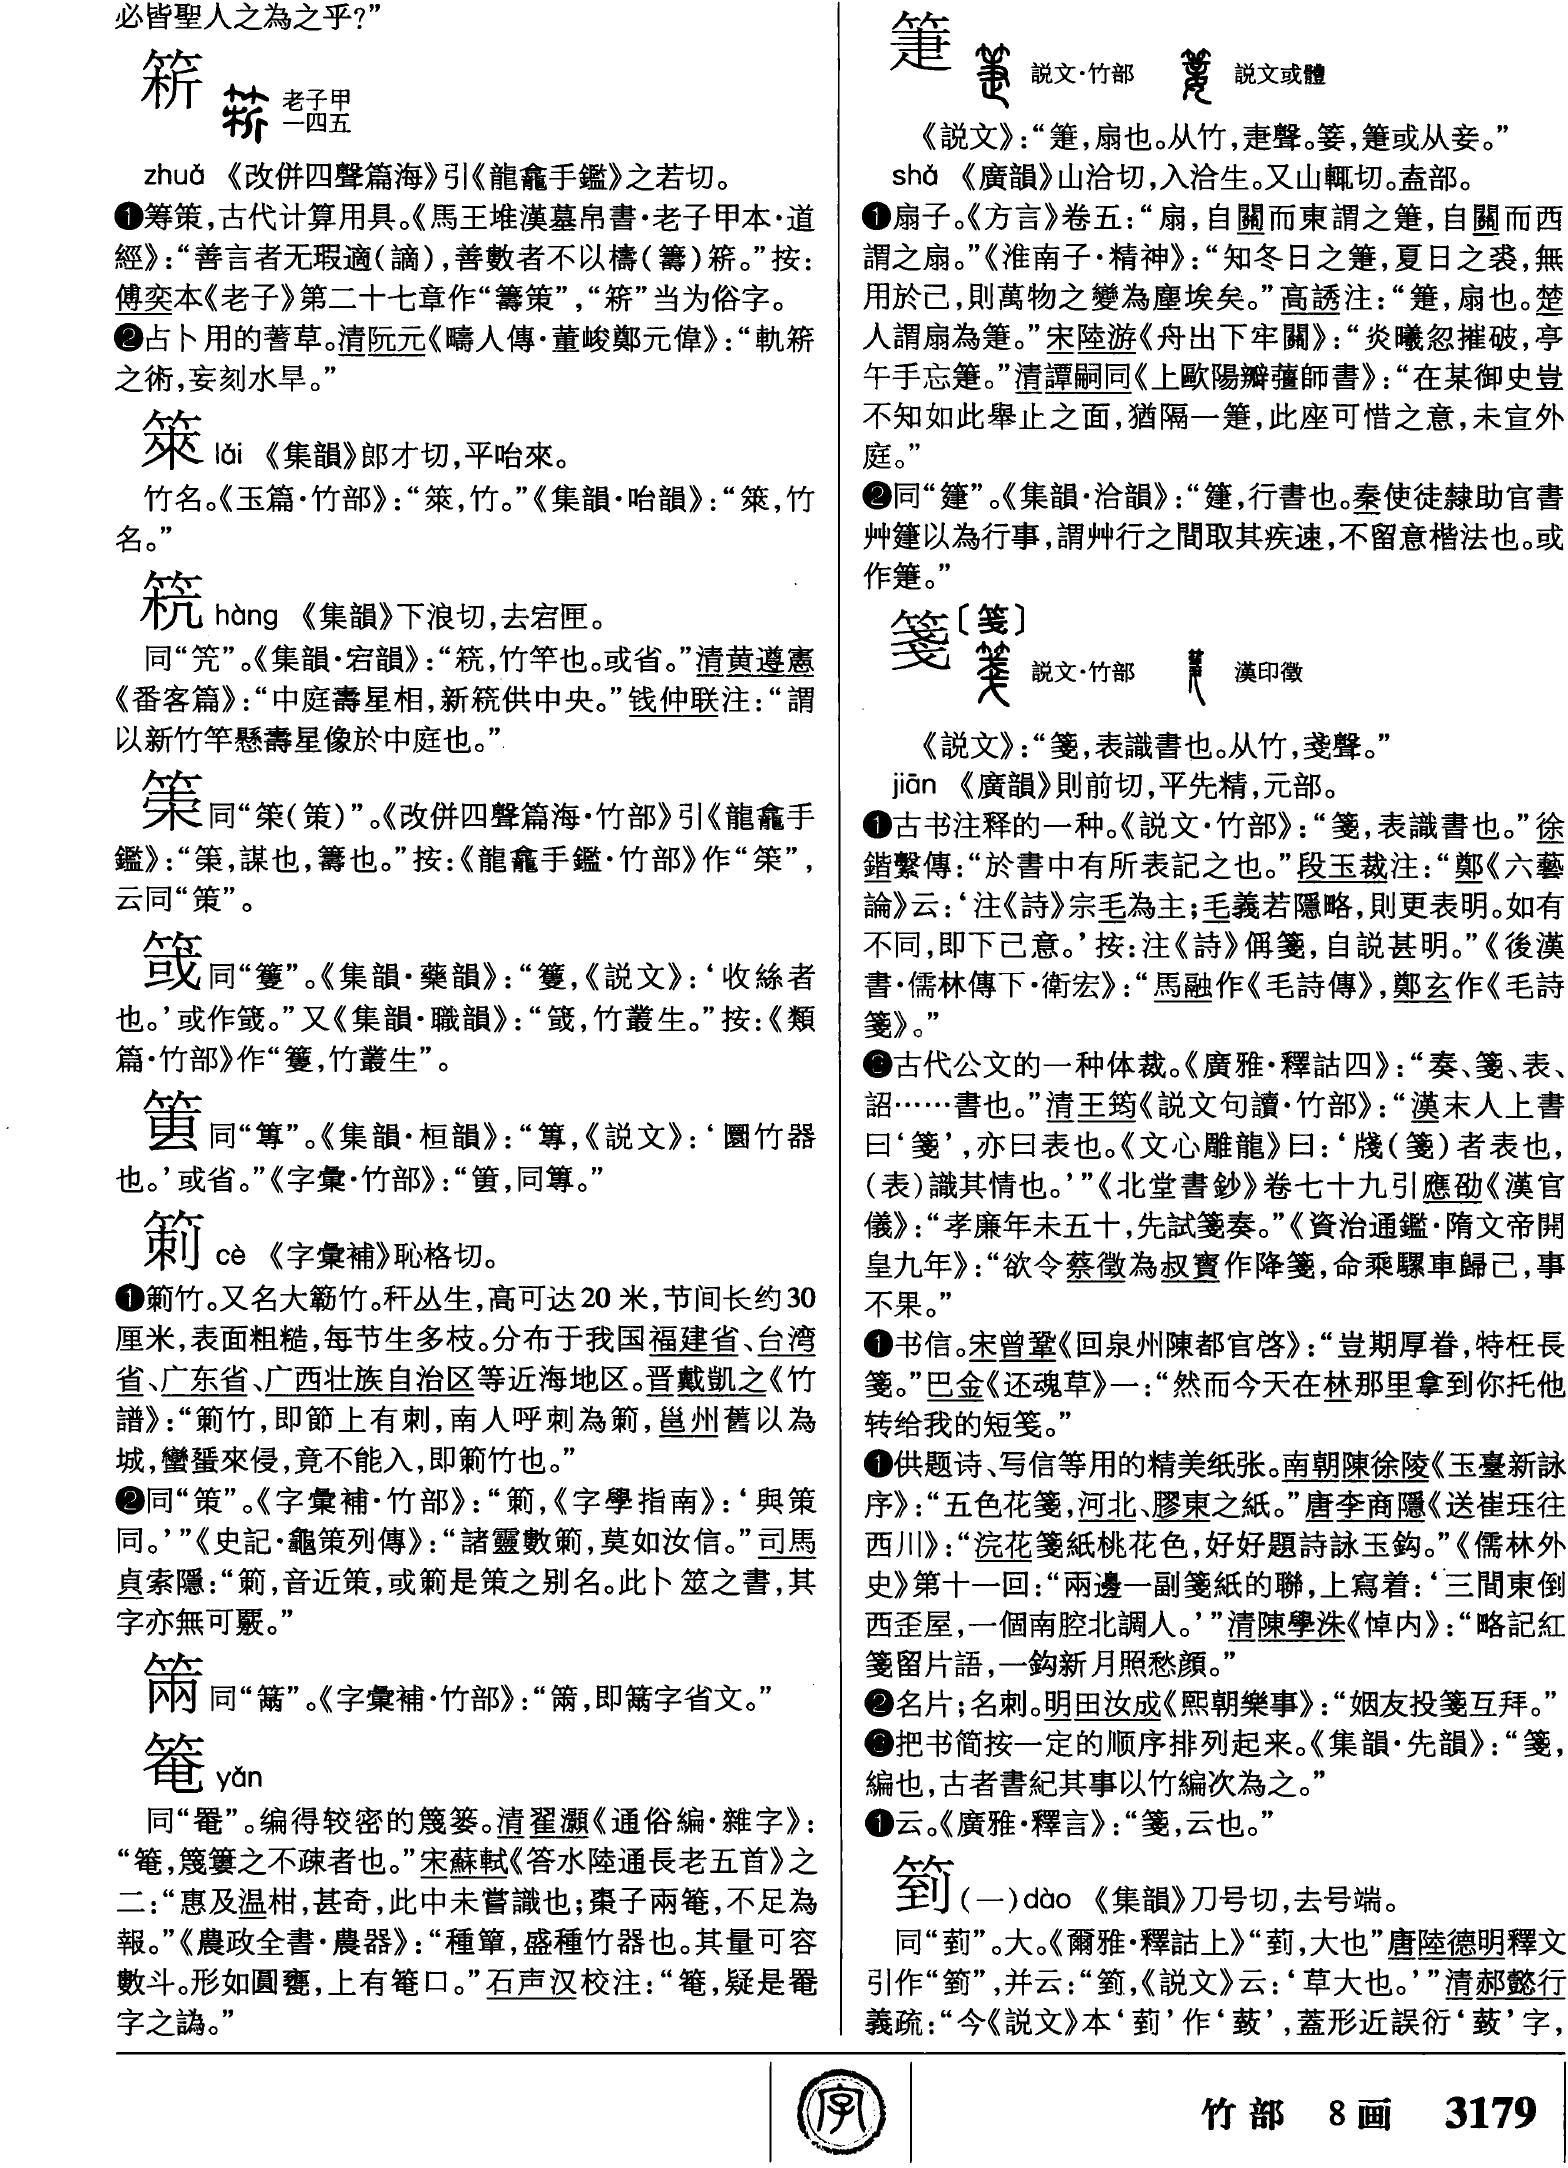 必皆聖人之為之乎?”
䇽
老子甲
一四五
zhuǎ 《改併四聲篇海》引《龍龕手鑑》之若切。
❶筹策,古代计算用具。《馬王堆漢墓帛書·老子甲本·道
經》:“善言者无瑕適(謫),善數者不以檮(籌)䇽。”按:
傅奕本《老子》第二十七章作“籌策”,“䇽”当为俗字。
❷占卜用的蓍草。清阮元《疇人傳·董峻鄭元偉》:“軌䇽
之術,妄刻水旱。”
箂 lǎi 《集韻》郎才切,平咍來。
竹名。《玉篇·竹部》:“箂,竹。”《集韻·咍韻》:“箂,竹
名。”
hàng 《集韻》下浪切,去宕匣。
同“笐”。《集韻·宕韻》:“,竹竿也。或省。”清黄遵憲
《番客篇》:“中庭壽星相,新供中央。”钱仲联注:“謂
以新竹竿懸壽星像於中庭也。”
同“筞(策)”。《改併四聲篇海·竹部》引《龍龕手
鑑》:“,謀也,籌也。”按:《龍龕手鑑·竹部》作“筞”,
云同“策”。
同“籰”。《集韻·藥韻》:“籰,《説文》:‘收絲者
也。’或作。”又《集韻·職韻》:“,竹叢生。”按:《類
篇·竹部》作“籰,竹叢生”。
同“篿”。《集韻·桓韻》:“篿,《説文》:‘圜竹器
也。’或省。”《字彙·竹部》:“,同篿。”
箣 cè 《字彙補》恥格切。
❶箣竹。又名大簕竹。秆丛生,高可达20米,节间长约30
厘米,表面粗糙,每节生多枝。分布于我国福建省、台湾
省、广东省、广西壮族自治区等近海地区。晋戴凱之《竹
譜》:“箣竹,即節上有刺,南人呼刺為箣,邕州舊以為
城,蠻蜑來侵,竟不能入,即箣竹也。”
❷同“策”。《字彙補·竹部》:“箣,《字學指南》:‘與策
同。’”《史記·龜策列傳》:“諸靈數箣,莫如汝信。”司馬
貞索隱:“箣,音近策,或箣是策之别名。此卜筮之書,其
字亦無可覈。”
同“”。《字彙補·竹部》:“,即字省文。”
䉀 yǎn
同“罨”。编得较密的篾篓。清翟灝《通俗編·雜字》:
“,篾簍之不疎者也。”宋蘇軾《答水陸通長老五首》之
二:“惠及温柑,甚奇,此中未嘗識也;棗子兩,不足為
報。”《農政全書·農器》:“種簞,盛種竹器也。其量可容
數斗。形如圓甕,上有口。”石声汉校注:“,疑是罨
字之譌。”
箑
説文·竹部 説文或體
《説文》:“箑,扇也。从竹,疌聲。篓,箑或从妾。”
shà 《廣韻》山洽切,入洽生。又山輒切。盍部。
❶扇子。《方言》卷五:“扇,自關而東謂之箑,自關而西
謂之扇。”《淮南子·精神》:“知冬日之箑,夏日之裘,無
用於己,則萬物之變為塵埃矣。”高誘注:“箑,扇也。楚
人謂扇為箑。”宋陸游《舟出下牢關》:“炎曦忽摧破,亭
午手忘箑。”清譚嗣同《上歐陽瓣薑師書》:“在某御史豈
不知如此舉止之面,猶隔一箑,此座可惜之意,未宣外
庭。”
❷同“”。《集韻·洽韻》:“,行書也。秦使徒隸助官書
艸以為行事,謂艸行之間取其疾速,不留意楷法也。或
作箑。”
箋〔笺〕
説文·竹部 漢印徵
《説文》:“箋,表識書也。从竹,戔聲。”
jiān 《廣韻》則前切,平先精,元部。
❶古书注释的一种。《説文·竹部》:“箋,表識書也。”徐
鍇繫傳:“於書中有所表記之也。”段玉裁注:“鄭《六藝
論》云:‘注《詩》宗毛為主;毛義若隱略,則更表明。如有
不同,即下己意。’按:注《詩》偁箋,自説甚明。”《後漢
書·儒林傳下·衛宏》:“馬融作《毛詩傳》,鄭玄作《毛詩
箋》。”
❷古代公文的一种体裁。《廣雅·釋詁四》:“奏、箋、表、
詔……書也。”清王筠《説文句讀·竹部》:“漢末人上書
曰‘箋’,亦曰表也。《文心雕龍》曰:‘牋(箋)者表也,
(表)識其情也。’”《北堂書鈔》卷七十九引應劭《漢官
儀》:“孝廉年未五十,先試箋奏。”《資治通鑑·隋文帝開
皇九年》:“欲令蔡徵為叔寶作降箋,命乘騾車歸己,事
不果。”
❶书信。宋曾鞏《回泉州陳都官啓》:“豈期厚眷,特枉長
箋。”巴金《还魂草》一:“然而今天在林那里拿到你托他
转给我的短笺。”
❶供题诗、写信等用的精美纸张。南朝陳徐陵《玉臺新詠
序》:“五色花箋,河北、膠東之紙。”唐李商隱《送崔珏往
西川》:“浣花箋紙桃花色,好好題詩詠玉鈎。”《儒林外
史》第十一回:“兩邊一副箋紙的聯,上寫着:‘三間東倒
西歪屋,一個南腔北調人。’”清陳學洙《悼内》:“略記紅
箋留片語,一鈎新月照愁顔。”
❷名片;名刺。明田汝成《熙朝樂事》:“姻友投箋互拜。”
❸把书简按一定的顺序排列起来。《集韻·先韻》:“箋,
編也,古者書紀其事以竹編次為之。”
❶云。《廣雅·釋言》:“箋,云也。”
箌 (一)dào 《集韻》刀号切,去号端。
同“菿”。大。《爾雅·釋詁上》“菿,大也”唐陸德明釋文
引作“箌”,并云:“箌,《説文》云:‘草大也。’”清郝懿行
義疏:“今《説文》本‘菿’作‘菣’,蓋形近誤衍‘菣’字,
字
竹部 8画 3179